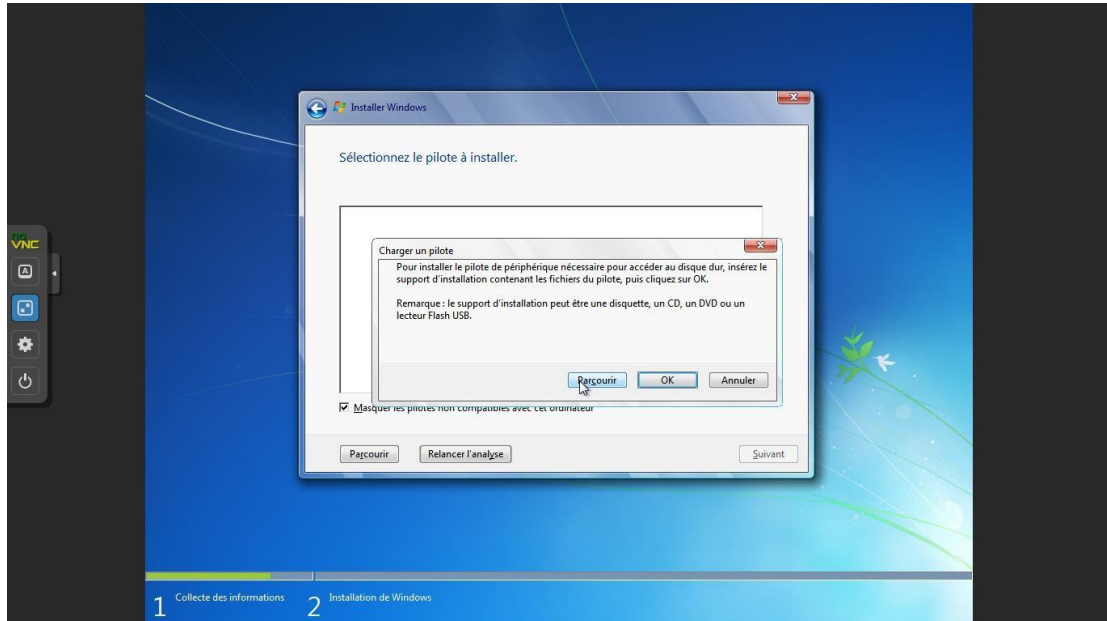 Installer Windows
Sélectionnez le pilote à installer.
Charger un pilote
Pour installer le pilote de périphérique nécessaire pour accéder au disque dur, insérez le
support d'installation contenant les fichiers du pilote, puis cliquez sur OK.
Remarque : le support d'installation peut être une disquette, un CD, un DVD ou un
lecteur Flash USB.
Parcourir OK Annuler
Masquer les pilotes non compatibles avec cet ordinateur
Parcourir Relancer l'analyse Suivant
VNC
A
1 Collecte des informations 2 Installation de Windows